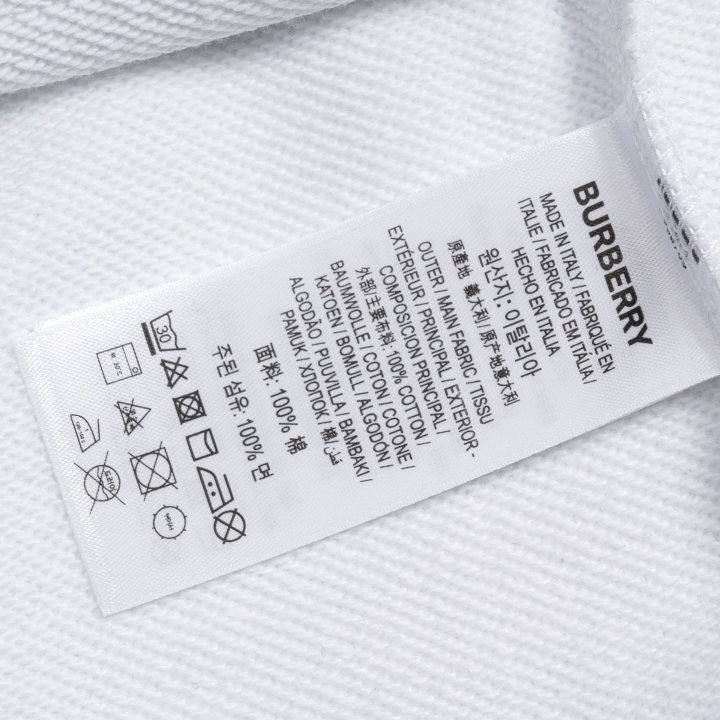 BURBERRY
MADE IN ITALY / FABRIQUÉ EN
ITALIE / FABRICADO EM ITÁLIA /
HECHO EN ITALIA
원산지: 이탈리아
原產地 義大利 / 原产地意大利
OUTER / MAIN FABRIC / TISSU
EXTÉRIEUR / PRINCIPAL / EXTERIOR -
COMPOSICION PRINCIPAL /
外部/主要布料: 100% COTTON /
BAUMWOLLE / COTON / COTONE /
KATOEN / BOMULL / ALGODÓN /
ALGODÃO / PUUVILLA / BAMBAKI /
PAMUK / ХЛОПОК / 棉 / قطن
面料: 100% 棉
주된 섬유: 100% 면
30